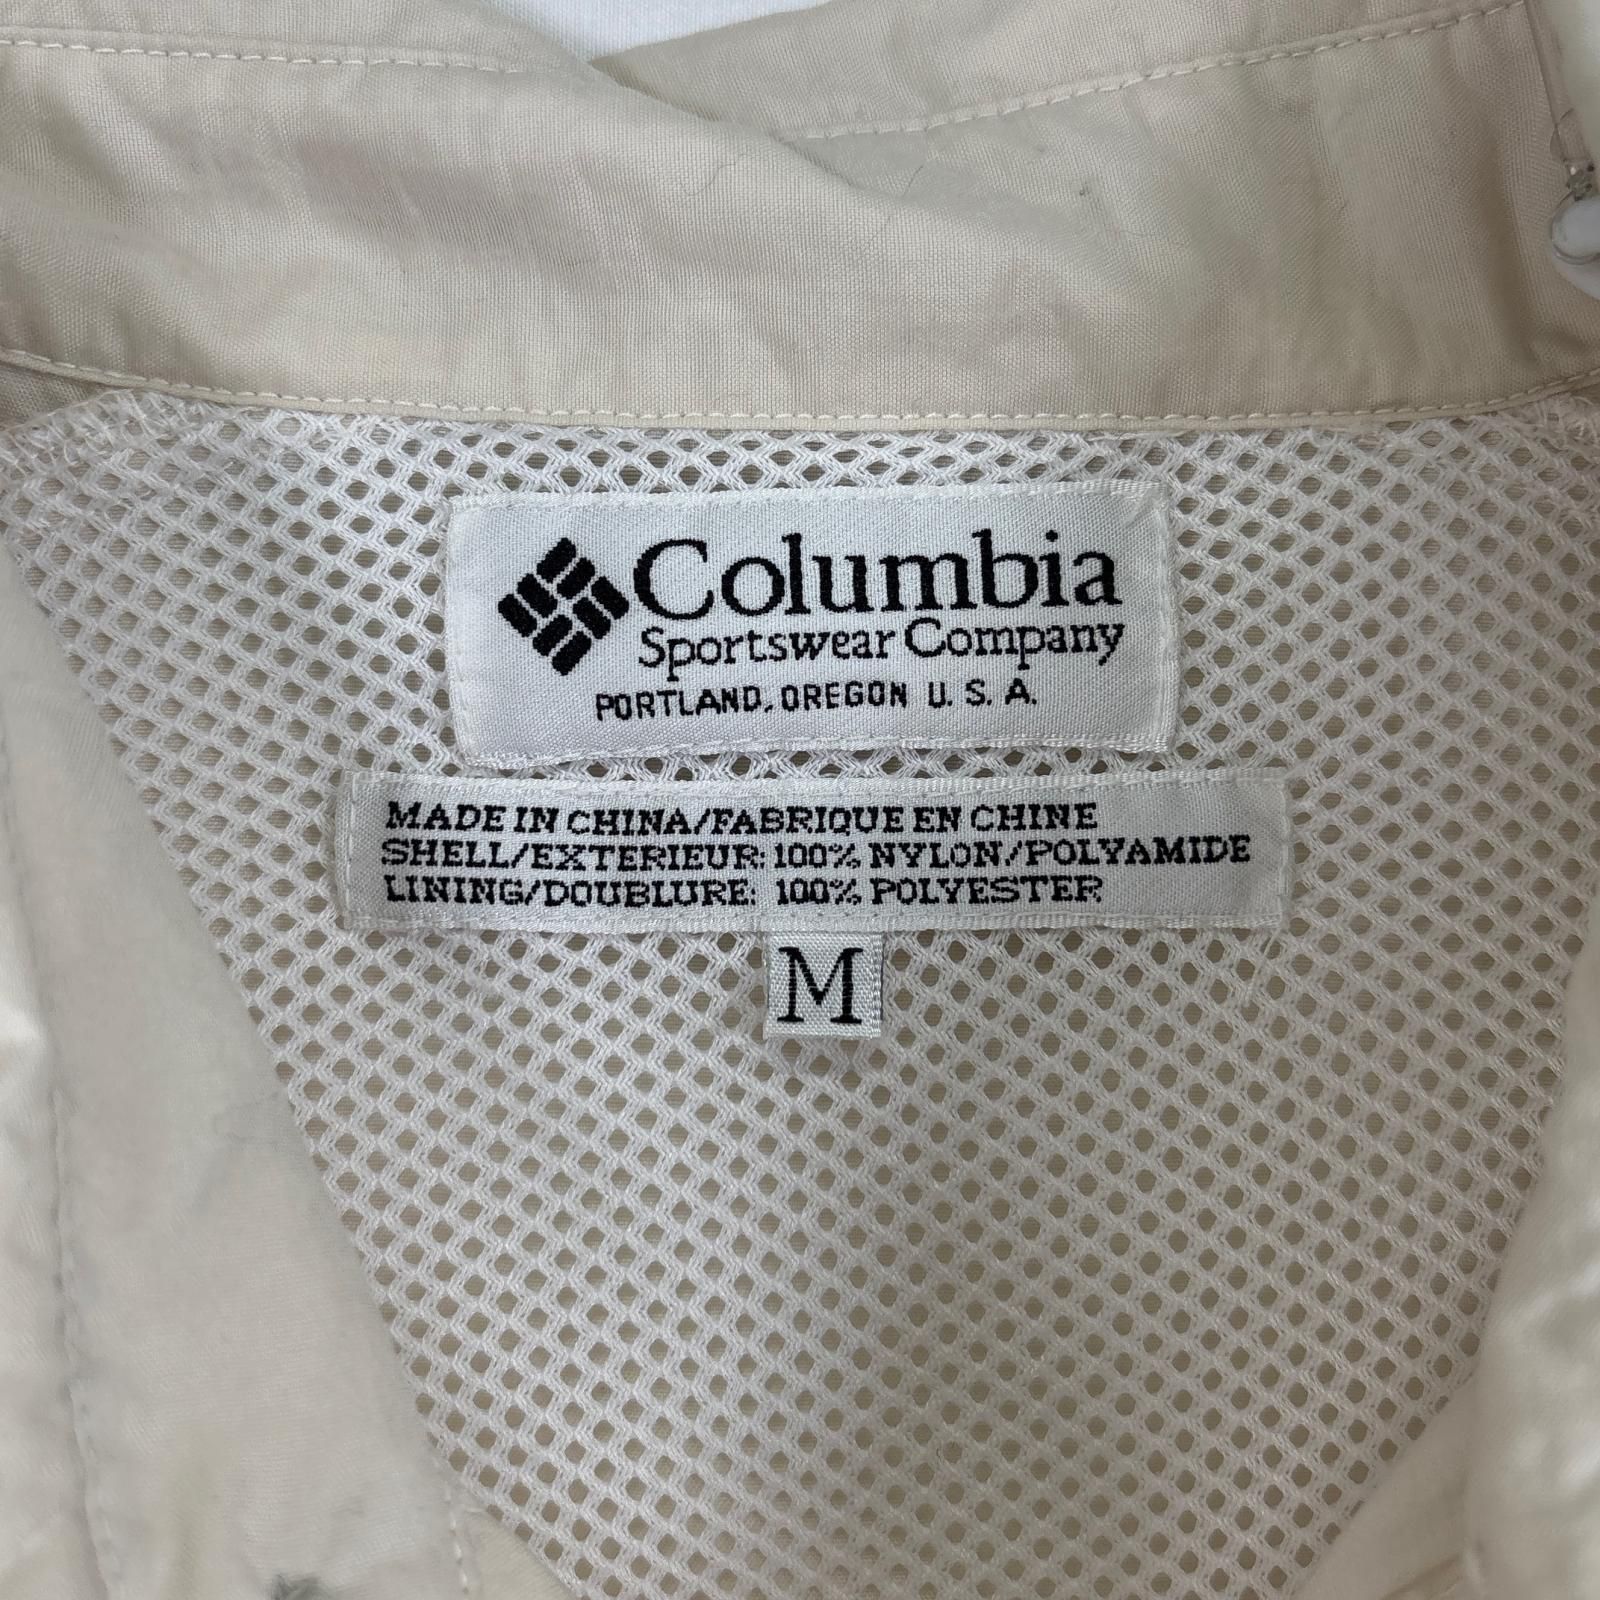 Columbia
Sportswear Company
PORTLAND, OREGON U. S. A.
MADE IN CHINA/FABRIQUE EN CHINE
SHELL/EXTERIEUR: 100% NYLON/POLYAMIDE
LINING/DOUBLURE: 100% POLYESTER
M